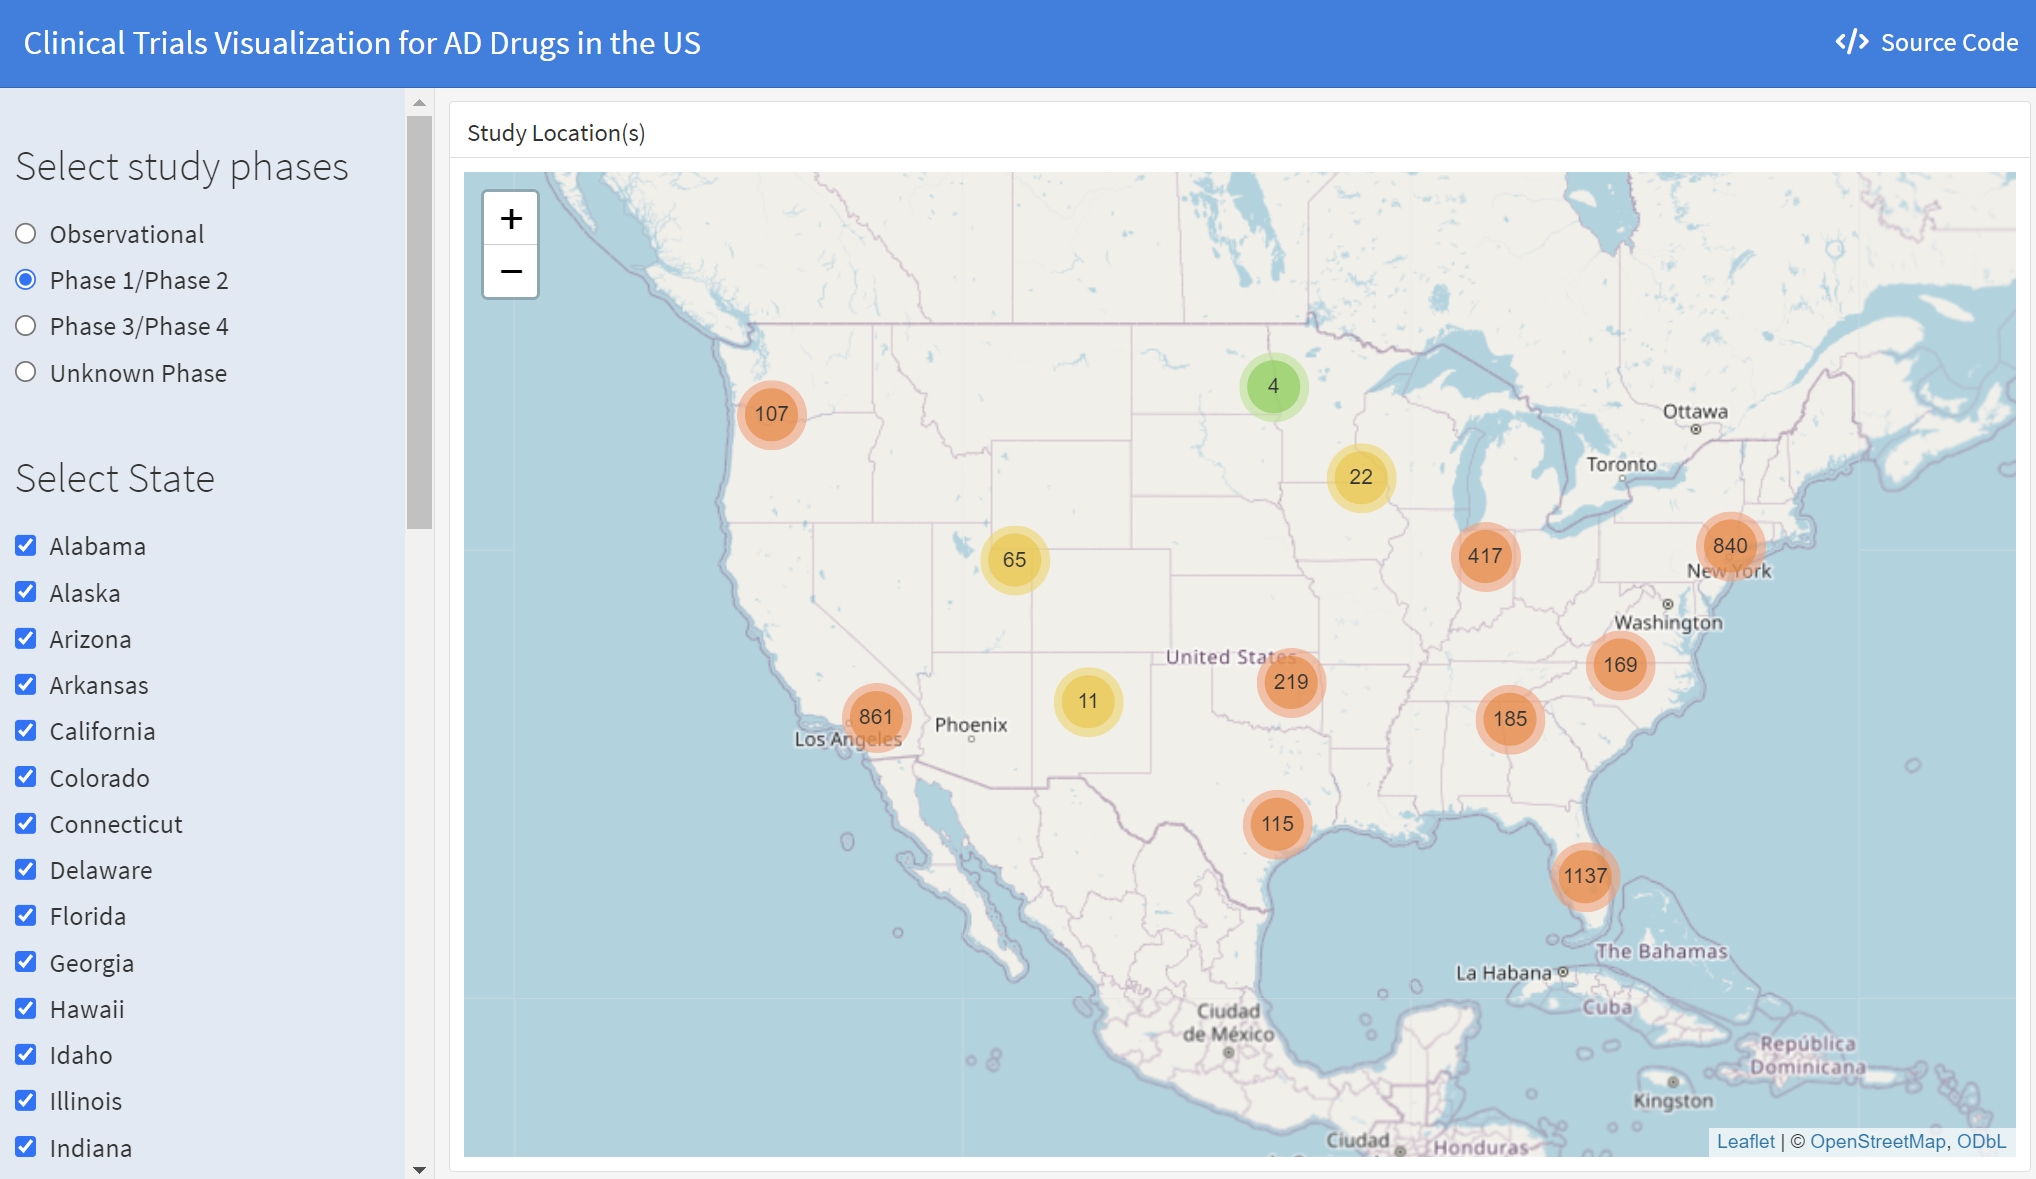 Clinical Trials Visualization for AD Drugs in the US
</> Source Code
Select study phases
Observational
Phase 1/Phase 2
Phase 3/Phase 4
Unknown Phase
Select State
Alabama
Alaska
Arizona
Arkansas
California
Colorado
Connecticut
Delaware
Florida
Georgia
Hawaii
Idaho
Illinois
Indiana
Study Location(s)
+
−
4
107
Ottawa
Toronto
22
840
New York
417
65
Washington
United States
169
219
11
861
Los Angeles
Phoenix
185
115
1137
The Bahamas
La Habana
Cuba
Ciudad
de México
República
Dominicana
Kingston
Ciudad
Honduras
Leaflet | © OpenStreetMap, ODbL